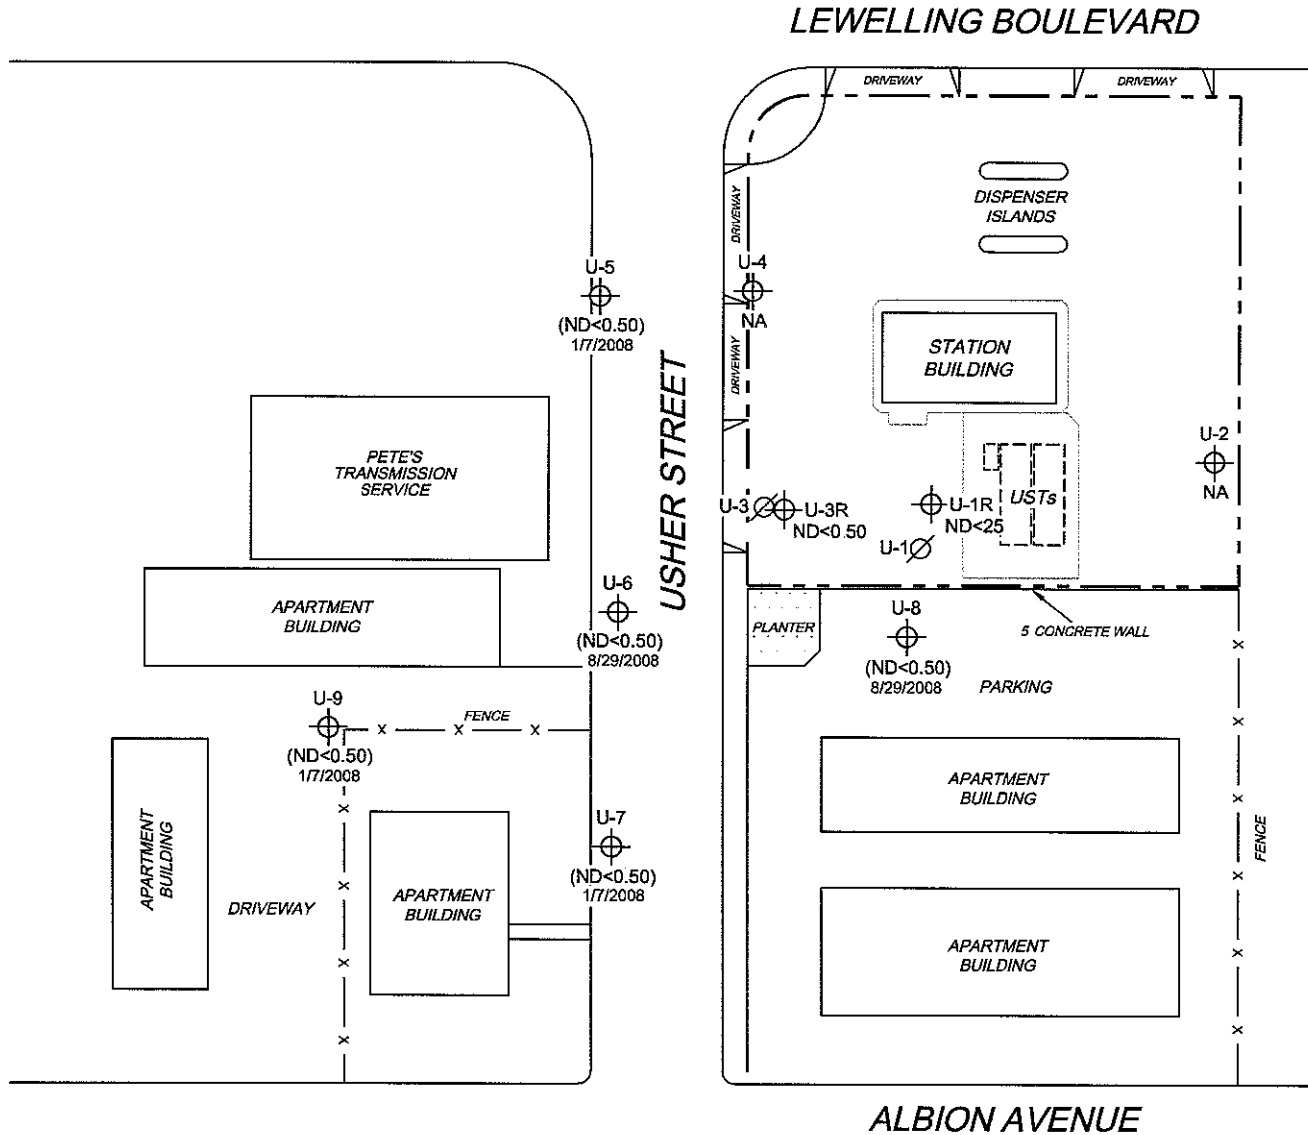 LEWELLING BOULEVARD
DRIVEWAY
DRIVEWAY
DISPENSER
ISLANDS
DRIVEWAY
U-5
(ND<0.50)
1/7/2008
U-4
NA
STATION
BUILDING
DRIVEWAY
USHER STREET
PETE'S
TRANSMISSION
SERVICE
U-2
NA
USTs
U-3
U-3R
ND<0.50
U-1R
ND<25
U-1
APARTMENT
BUILDING
U-6
(ND<0.50)
8/29/2008
PLANTER
U-8
(ND<0.50)
8/29/2008
5 CONCRETE WALL
PARKING
U-9
(ND<0.50)
1/7/2008
FENCE
X X X
X
X
X
X
X
X
X
X
X
X
APARTMENT
BUILDING
APARTMENT
BUILDING
DRIVEWAY
APARTMENT
BUILDING
U-7
(ND<0.50)
1/7/2008
FENCE
APARTMENT
BUILDING
ALBION AVENUE